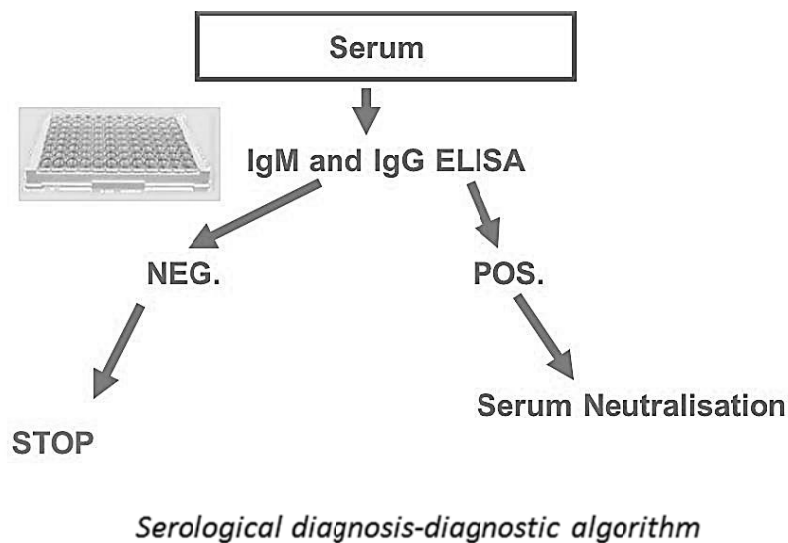 Serum
IgM and IgG ELISA
NEG.
POS.
Serum Neutralisation
STOP
Serological diagnosis-diagnostic algorithm